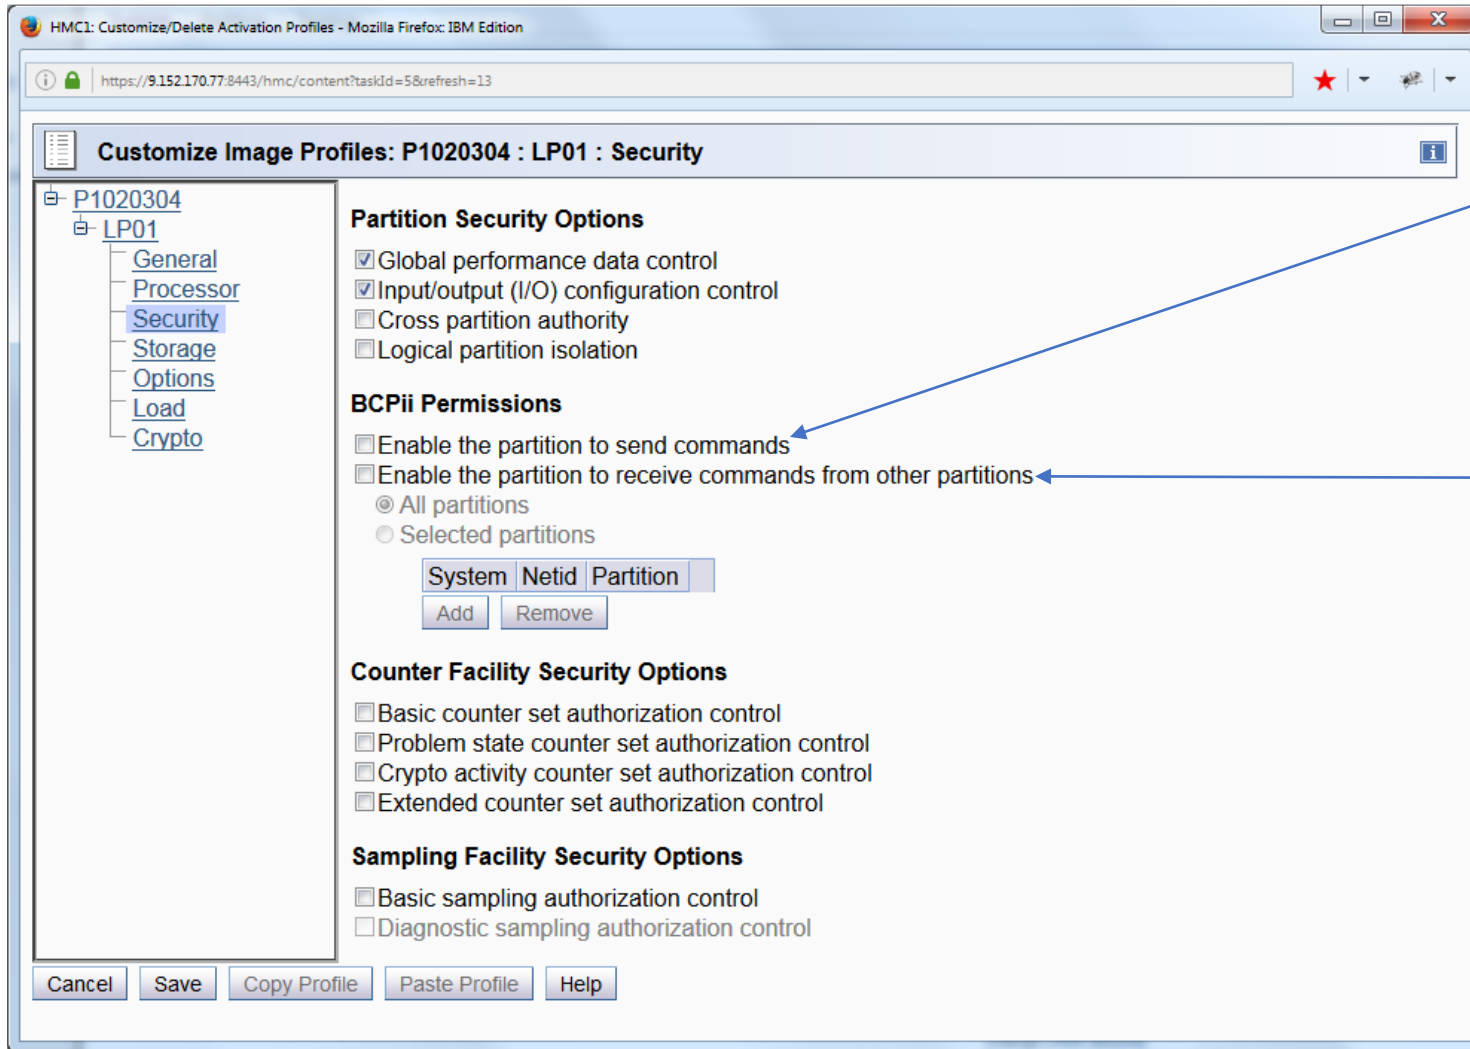 HMC1: Customize/Delete Activation Profiles - Mozilla Firefox: IBM Edition
https://9.152.170.77:8443/hmc/content?taskId=5&refresh=13
Customize Image Profiles: P1020304 : LP01 : Security
P1020304
LP01
General
Processor
Security
Storage
Options
Load
Crypto
Partition Security Options
Global performance data control
Input/output (I/O) configuration control
Cross partition authority
Logical partition isolation
BCPii Permissions
Enable the partition to send commands
Enable the partition to receive commands from other partitions
All partitions
Selected partitions
System Netid Partition
Add Remove
Counter Facility Security Options
Basic counter set authorization control
Problem state counter set authorization control
Crypto activity counter set authorization control
Extended counter set authorization control
Sampling Facility Security Options
Basic sampling authorization control
Diagnostic sampling authorization control
Cancel Save Copy Profile Paste Profile Help